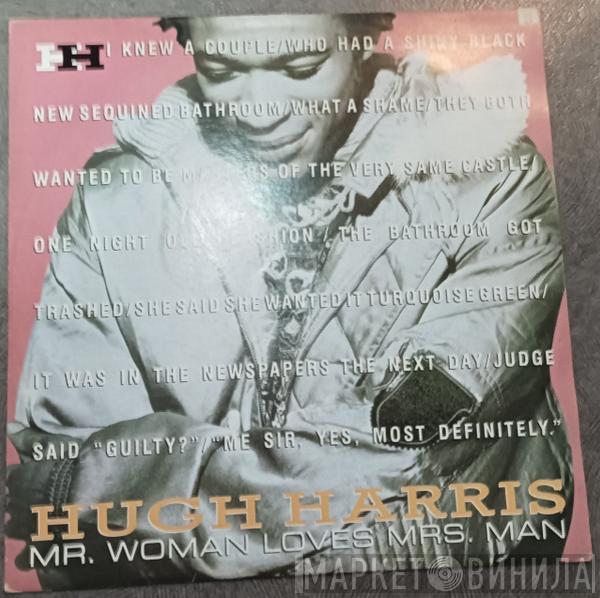 HH I KNEW A COUPLE/WHO HAD A SHINY BLACK
NEW SEQUINED BATHROOM/WHAT A SHAME/THEY BOTH
WANTED TO BE MASTERS OF THE VERY SAME CASTLE/
ONE NIGHT OLD FASHION/THE BATHROOM GOT
TRASHED/SHE SAID SHE WANTED IT TURQUOISE GREEN/
IT WAS IN THE NEWSPAPERS THE NEXT DAY/JUDGE
SAID "GUILTY?"/"ME SIR, YES, MOST DEFINITELY."
HUGH HARRIS
MR. WOMAN LOVES MRS. MAN
МАРКЕТ ВИНИЛА